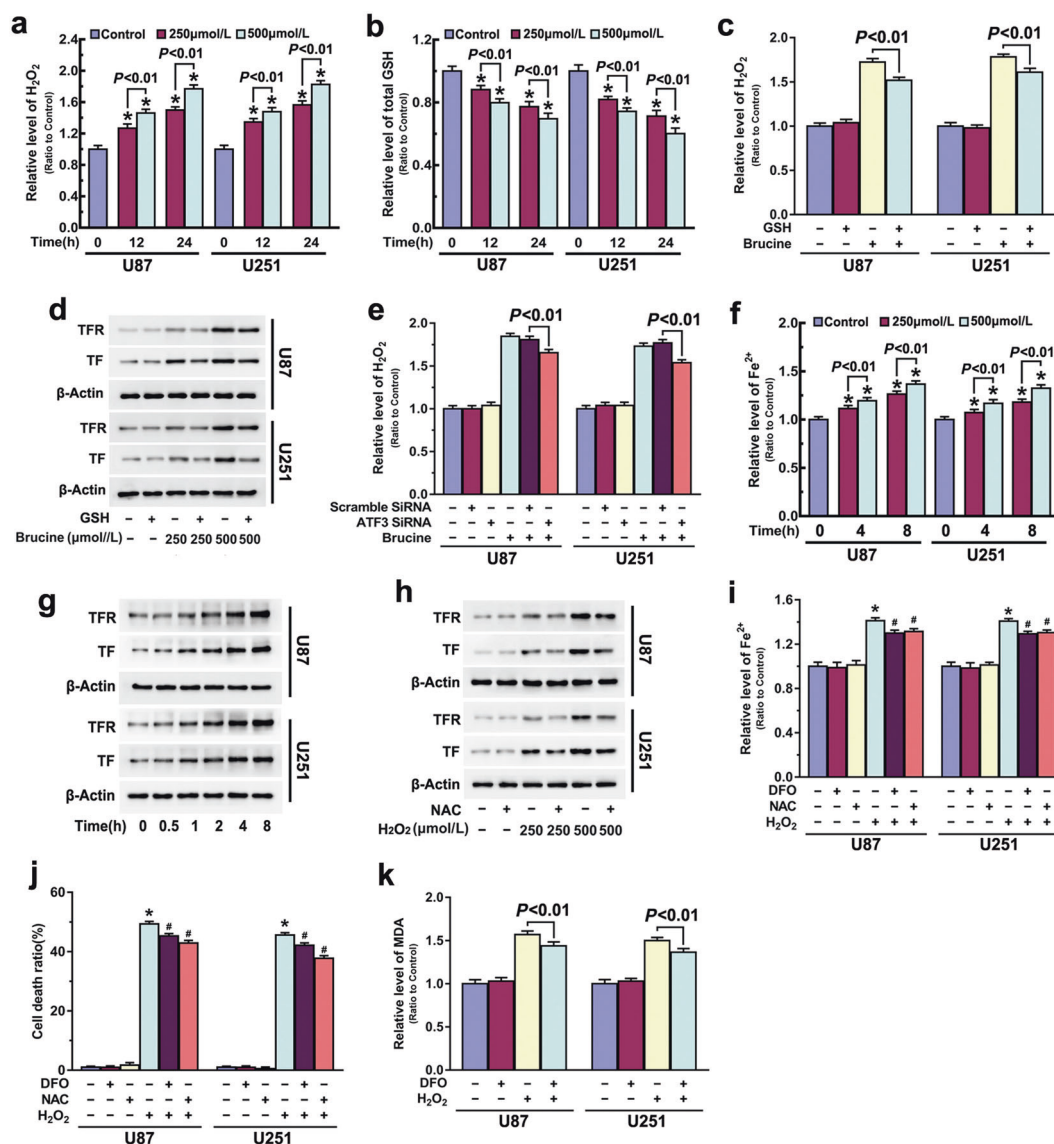 a
Control 250μmol/L 500μmol/L
Relative level of H2O2
(Ratio to Control)
2.4
2.0
1.6
1.2
0.8
0.4
0.0
P<0.01
P<0.01
P<0.01
P<0.01
* * * * * * * *
Time(h) 0 12 24 0 12 24
U87 U251
b
Control 250μmol/L 500μmol/L
Relative level of total GSH
(Ratio to Control)
1.2
0.8
0.4
0.0
P<0.01
P<0.01
P<0.01
P<0.01
* * * * * * * *
Time(h) 0 12 24 0 12 24
U87 U251
c
Relative level of H2O2
(Ratio to Control)
2.0
1.5
1.0
0.5
0.0
P<0.01
P<0.01
GSH − + − + − + − +
Brucine − − + + − − + +
U87 U251
d
TFR
TF
β-Actin
U87
TFR
TF
β-Actin
U251
GSH − + − + − +
Brucine (μmol//L) − − 250 250 500 500
e
Relative level of H2O2
(Ratio to Control)
2.0
1.5
1.0
0.5
0.0
P<0.01
P<0.01
Scramble SiRNA − + − − + − − + − − + −
ATF3 SiRNA − − + − − + − − + − − +
Brucine − − − + + + − − − + + +
U87 U251
f
Control 250μmol/L 500μmol/L
Relative level of Fe2+
(Ratio to Control)
2.0
1.5
1.0
0.5
0.0
P<0.01
P<0.01
P<0.01
P<0.01
* * * * * * * *
Time(h) 0 4 8 0 4 8
U87 U251
g
TFR
TF
β-Actin
U87
TFR
TF
β-Actin
U251
Time(h) 0 0.5 1 2 4 8
h
TFR
TF
β-Actin
U87
TFR
TF
β-Actin
U251
NAC − + − + − +
H2O2 (μmol/L) − − 250 250 500 500
i
Relative level of Fe2+
(Ratio to Control)
1.6
1.2
0.8
0.4
0.0
* # # * # #
DFO − + − − + − − + − − + −
NAC − − + − − + − − + − − +
H2O2 − − − + + + − − − + + +
U87 U251
j
Cell death ratio(%)
60
40
20
0
* # # * # #
DFO − + − − + − − + − − + −
NAC − − + − − + − − + − − +
H2O2 − − − + + + − − − + + +
U87 U251
k
Relative level of MDA
(Ratio to Control)
2.0
1.5
1.0
0.5
0.0
P<0.01
P<0.01
DFO − + − + − + − +
H2O2 − − + + − − + +
U87 U251